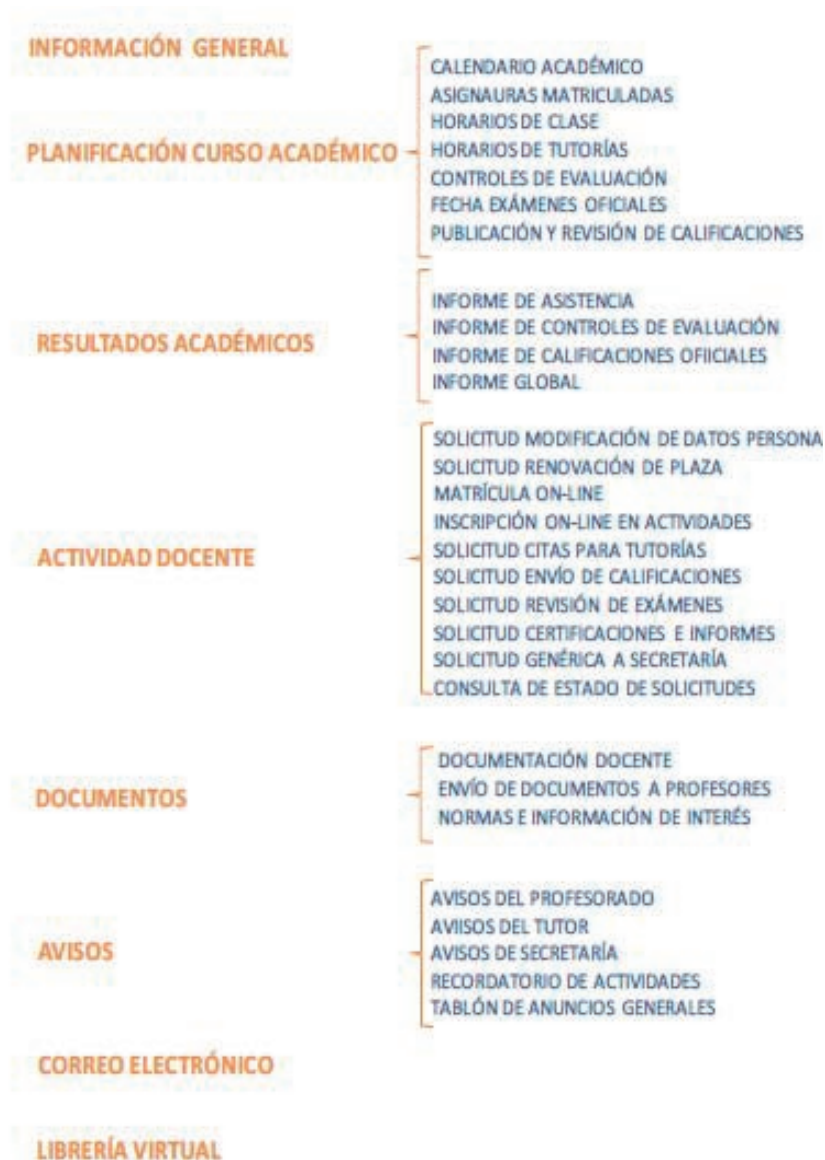 INFORMACIÓN GENERAL
PLANIFICACIÓN CURSO ACADÉMICO
CALENDARIO ACADÉMICO
ASIGNAURAS MATRICULADAS
HORARIOS DE CLASE
HORARIOS DE TUTORÍAS
CONTROLES DE EVALUACIÓN
FECHA EXÁMENES OFICIALES
PUBLICACIÓN Y REVISIÓN DE CALIFICACIONES
RESULTADOS ACADÉMICOS
INFORME DE ASISTENCIA
INFORME DE CONTROLES DE EVALUACIÓN
INFORME DE CALIFICACIONES OFIICIALES
INFORME GLOBAL
ACTIVIDAD DOCENTE
SOLICITUD MODIFICACIÓN DE DATOS PERSONA
SOLICITUD RENOVACIÓN DE PLAZA
MATRÍCULA ON-LINE
INSCRIPCIÓN ON-LINE EN ACTIVIDADES
SOLICITUD CITAS PARA TUTORÍAS
SOLICITUD ENVÍO DE CALIFICACIONES
SOLICITUD REVISIÓN DE EXÁMENES
SOLICITUD CERTIFICACIONES E INFORMES
SOLICITUD GENÉRICA A SECRETARÍA
CONSULTA DE ESTADO DE SOLICITUDES
DOCUMENTOS
DOCUMENTACIÓN DOCENTE
ENVÍO DE DOCUMENTOS A PROFESORES
NORMAS E INFORMACIÓN DE INTERÉS
AVISOS
AVISOS DEL PROFESORADO
AVIISOS DEL TUTOR
AVISOS DE SECRETARÍA
RECORDATORIO DE ACTIVIDADES
TABLÓN DE ANUNCIOS GENERALES
CORREO ELECTRÓNICO
LIBRERÍA VIRTUAL